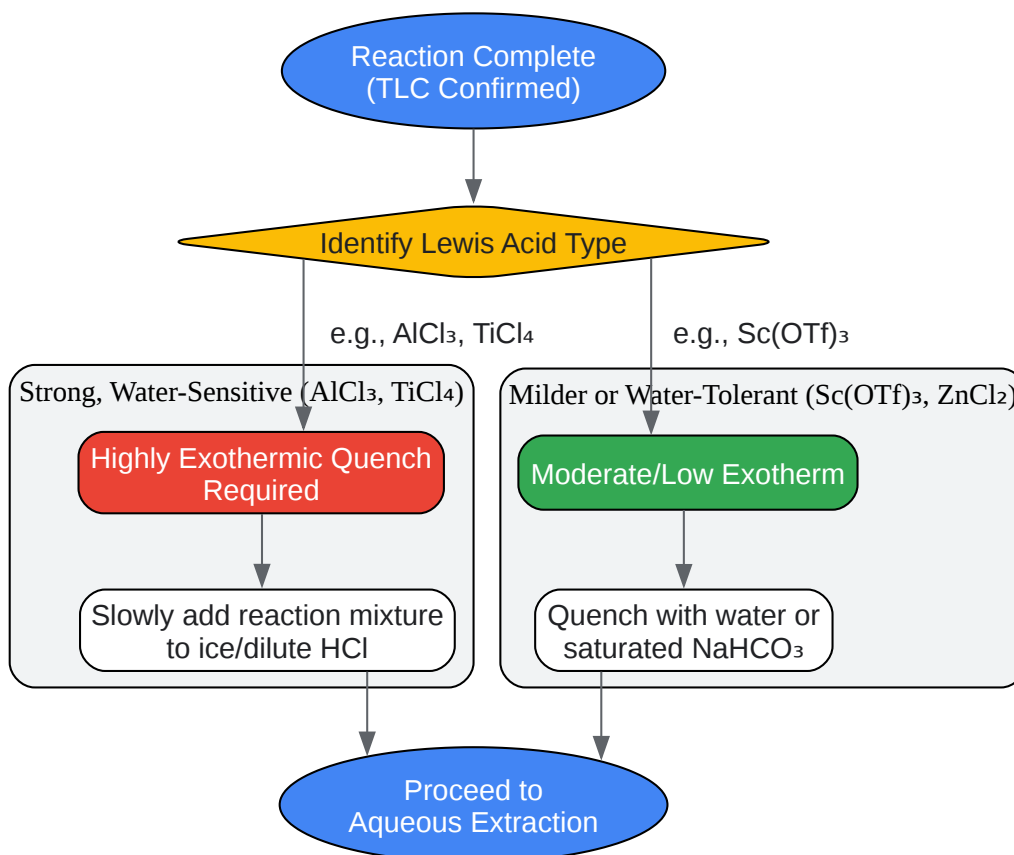 Reaction Complete
(TLC Confirmed)
Identify Lewis Acid Type
e.g., AlCl₃, TiCl₄
e.g., Sc(OTf)₃
Strong, Water-Sensitive (AlCl₃, TiCl₄)
Milder or Water-Tolerant (Sc(OTf)₃, ZnCl₂)
Highly Exothermic Quench
Required
Moderate/Low Exotherm
Slowly add reaction mixture
to ice/dilute HCl
Quench with water or
saturated NaHCO₃
Proceed to
Aqueous Extraction